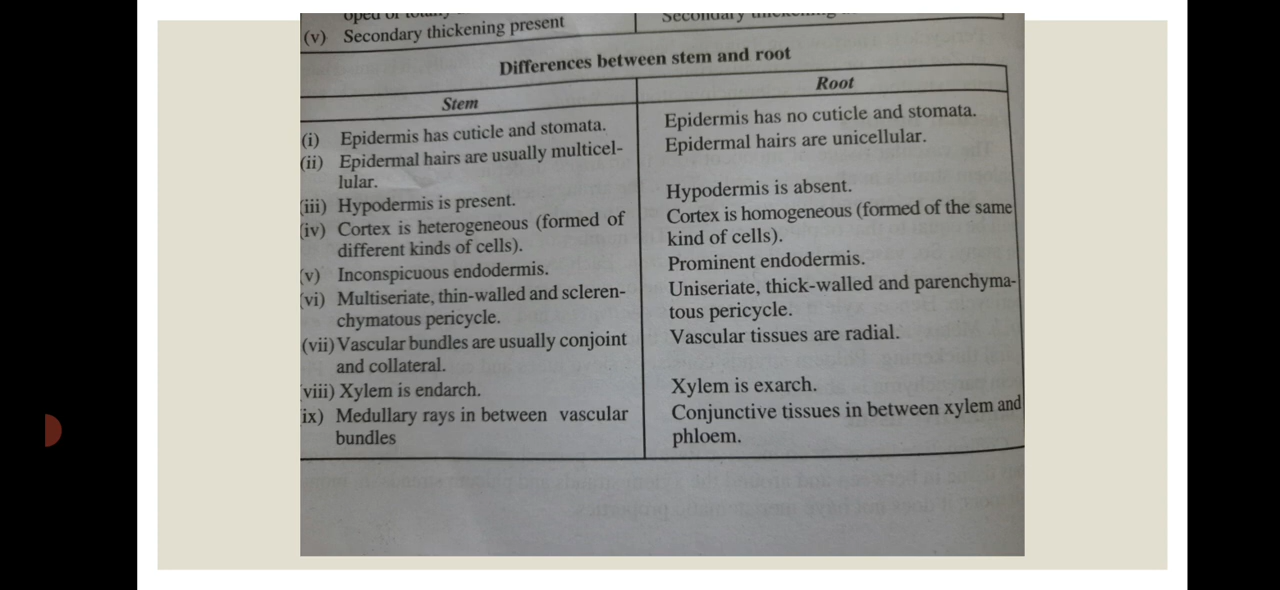 (v) Secondary thickening present
Secondary thickening
Differences between stem and root
Stem
Root
(i) Epidermis has cuticle and stomata.
Epidermis has no cuticle and stomata.
(ii) Epidermal hairs are usually multicel-
lular.
Epidermal hairs are unicellular.
(iii) Hypodermis is present.
Hypodermis is absent.
(iv) Cortex is heterogeneous (formed of
different kinds of cells).
Cortex is homogeneous (formed of the same
kind of cells).
(v) Inconspicuous endodermis.
Prominent endodermis.
(vi) Multiseriate, thin-walled and scleren-
chymatous pericycle.
Uniseriate, thick-walled and parenchyma-
tous pericycle.
(vii) Vascular bundles are usually conjoint
and collateral.
Vascular tissues are radial.
viii) Xylem is endarch.
Xylem is exarch.
ix) Medullary rays in between vascular
bundles
Conjunctive tissues in between xylem and
phloem.